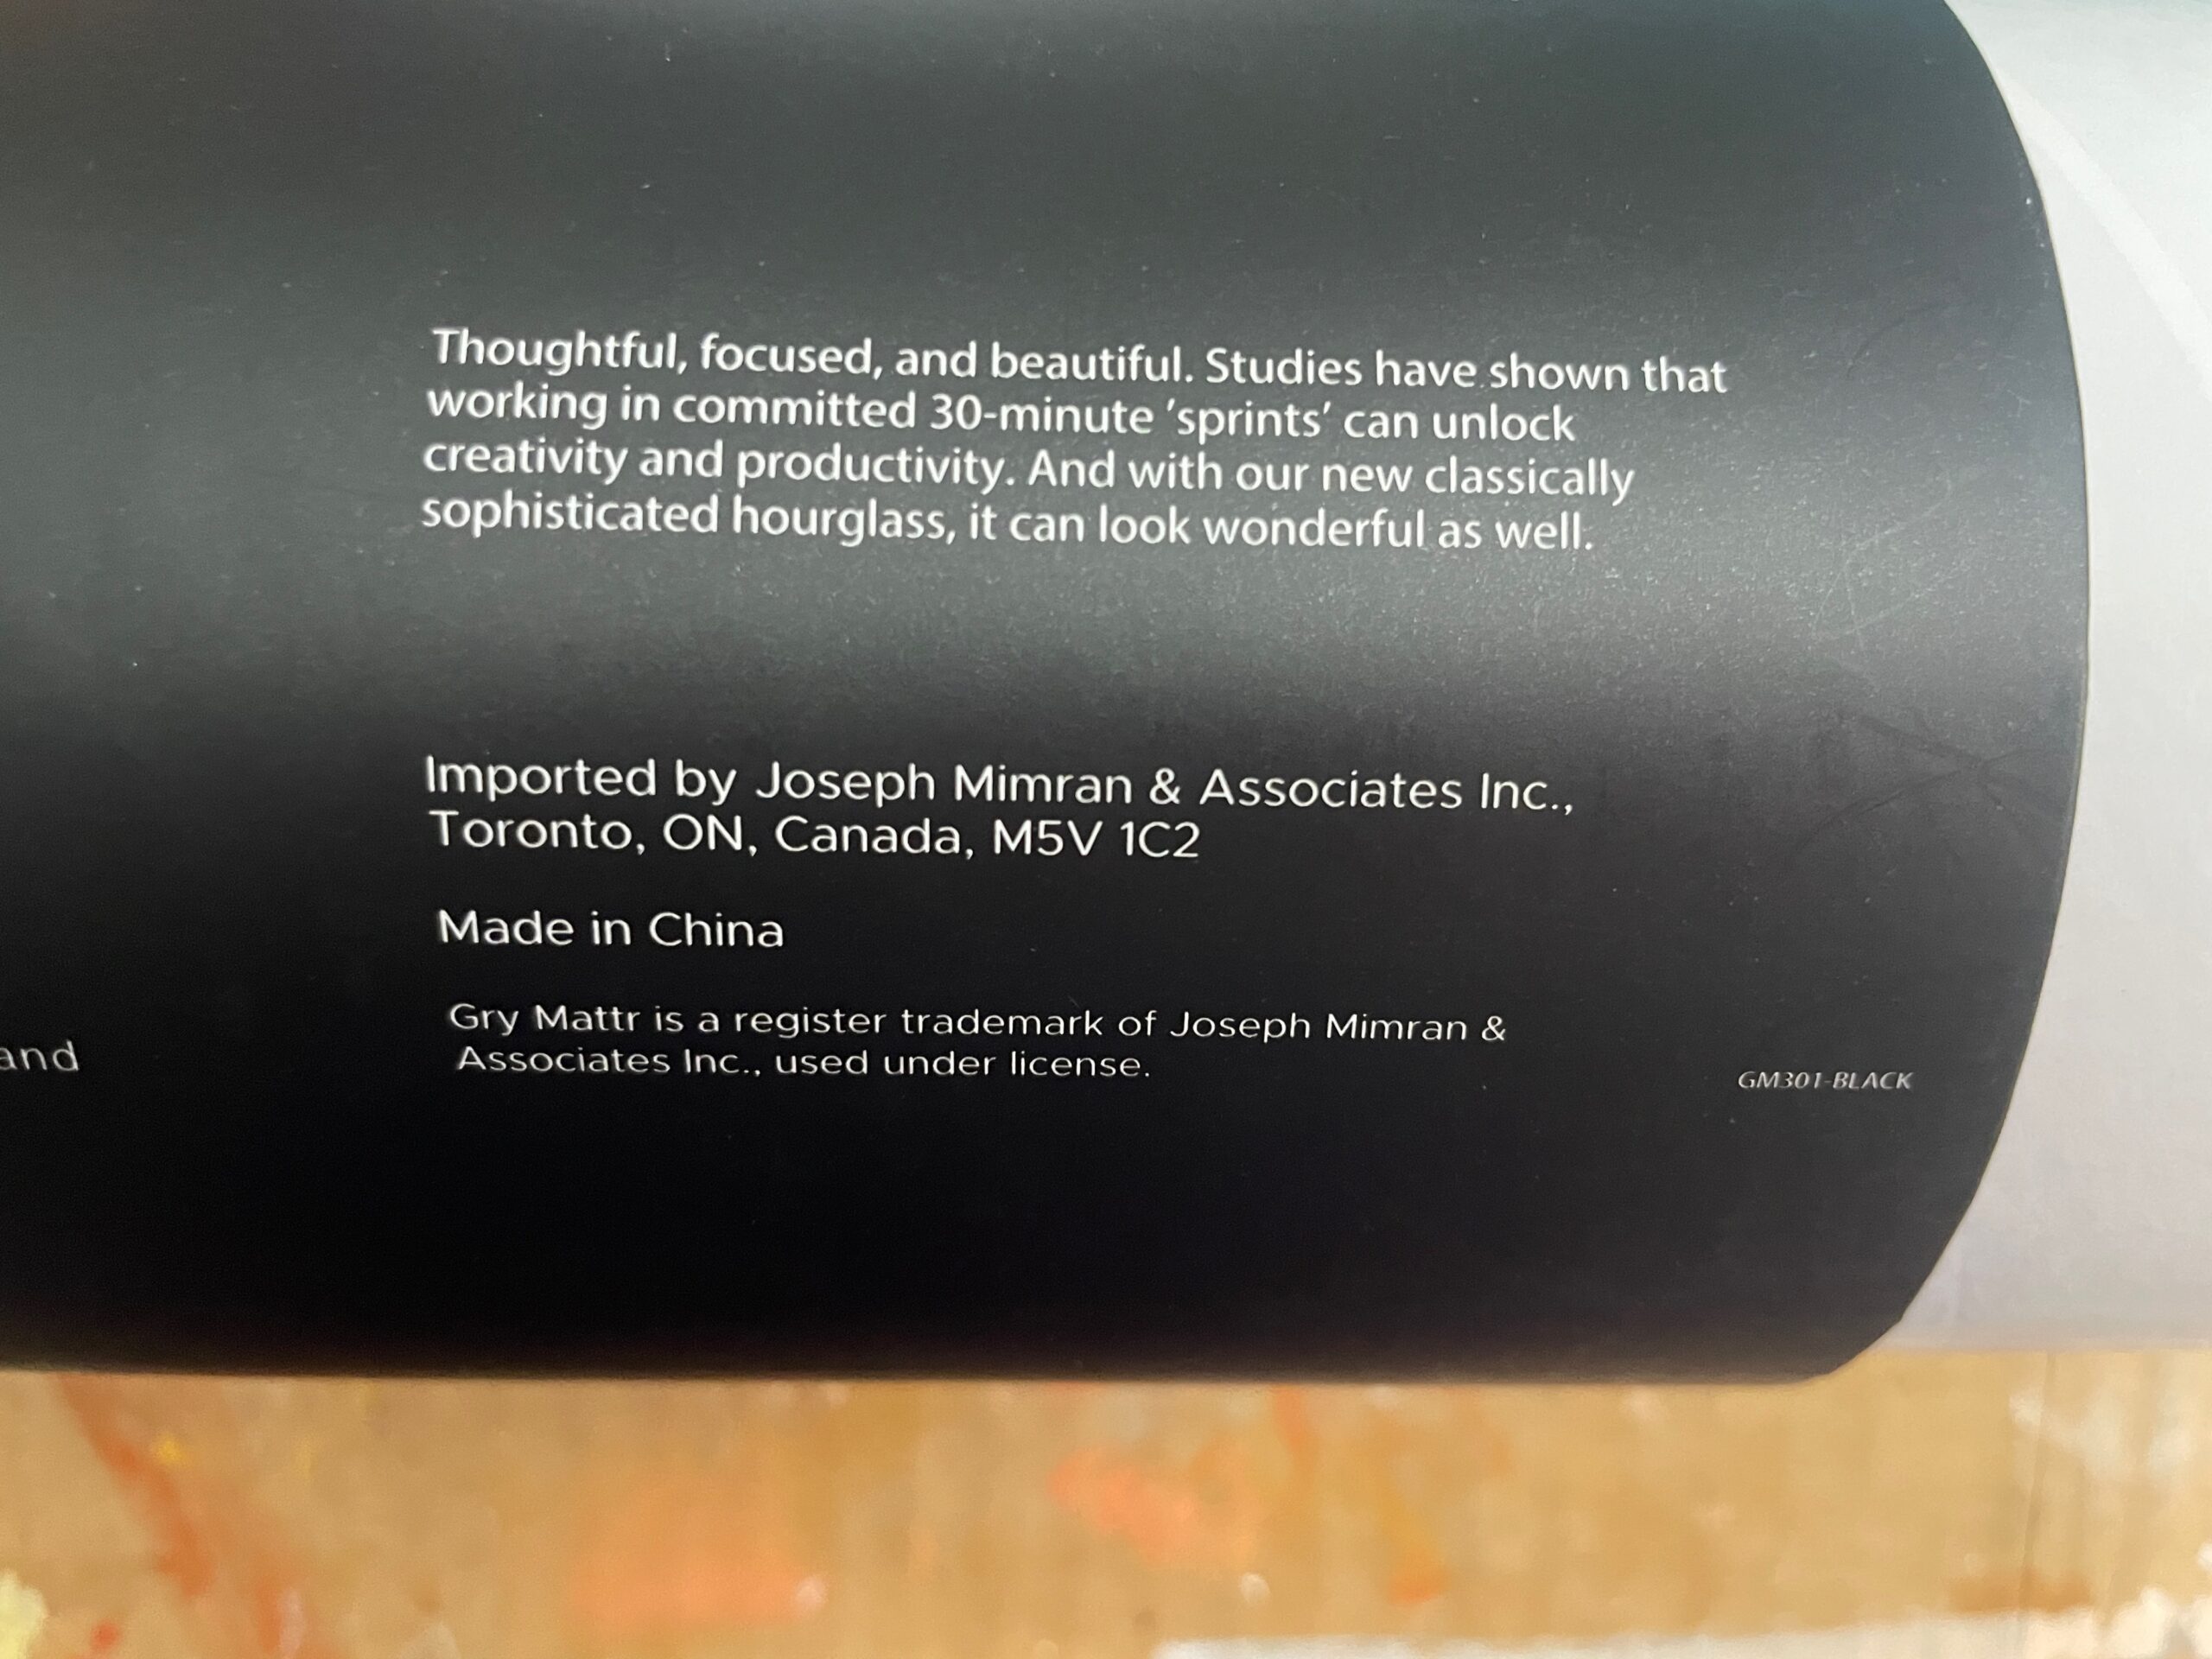 Thoughtful, focused, and beautiful. Studies have shown that
working in committed 30-minute 'sprints' can unlock
creativity and productivity. And with our new classically
sophisticated hourglass, it can look wonderful as well.
Imported by Joseph Mimran & Associates Inc.,
Toronto, ON, Canada, M5V 1C2
Made in China
Gry Mattr is a register trademark of Joseph Mimran &
Associates Inc., used under license.
and
GM301-BLACK